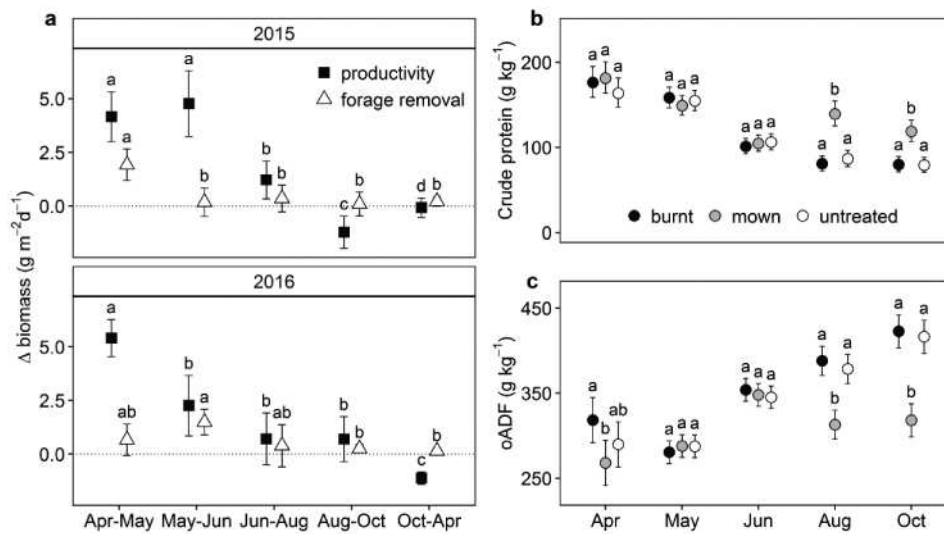 a
2015
productivity
forage removal
5.0
2.5
0.0
a
a
a
b
b
b
c
b
d
b
2016
5.0
2.5
0.0
a
ab
b
a
b
ab
b
b
c
b
Δ biomass (g m⁻²d⁻¹)
Apr-May
May-Jun
Jun-Aug
Aug-Oct
Oct-Apr
b
Crude protein (g kg⁻¹)
200
100
0
a a a
a a a
a a a
a b a
a b a
burnt
mown
untreated
c
oADF (g kg⁻¹)
450
350
250
a b ab
a a a
a a a
a b a
a b a
Apr
May
Jun
Aug
Oct